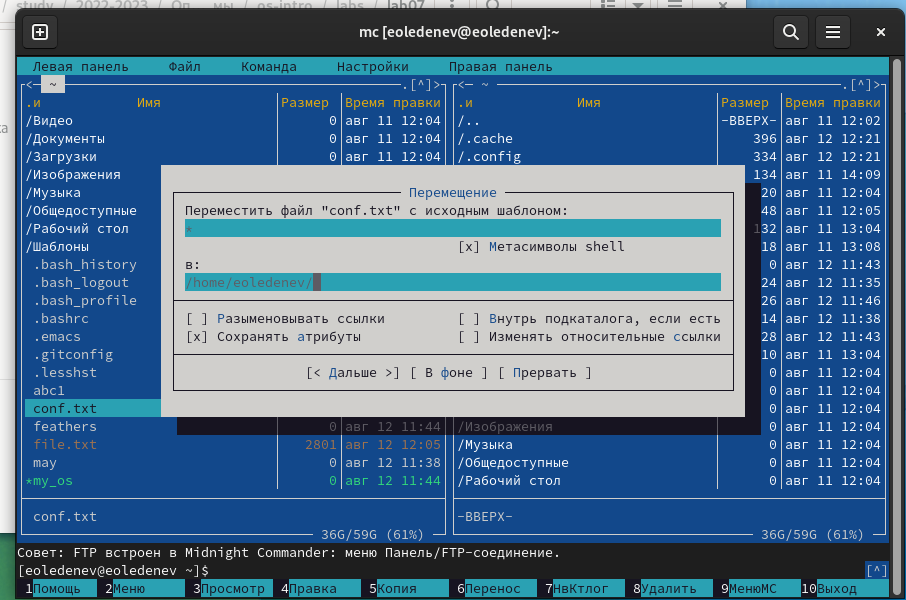 study / 2022-2023 / Оп мы / os-intro / labs / lab07
mc [eoledenev@eoledenev]:~
Левая панель Файл Команда Настройки Правая панель
<─ ~ .[^]> <─ ~ .[^]>
.и Имя Размер Время правки .и Имя Размер Время правки
/Видео 0 авг 11 12:04 /.. -ВВЕРХ- авг 11 12:02
/Документы 0 авг 11 12:04 /.cache 396 авг 12 12:21
/Загрузки 0 авг 11 12:04 /.config 334 авг 12 12:21
/Изображения 134 авг 11 14:09
/Музыка 20 авг 11 12:04
/Общедоступные 48 авг 11 12:05
/Рабочий стол 132 авг 11 13:04
/Шаблоны 18 авг 11 13:08
.bash_history 0 авг 12 11:43
.bash_logout 24 авг 12 11:35
.bash_profile 26 авг 12 11:46
.bashrc 14 авг 12 11:38
.emacs 28 авг 12 11:43
.gitconfig 10 авг 11 13:04
.lesshst 0 авг 11 12:04
abc1 0 авг 11 12:04
conf.txt 0 авг 11 12:04
Перемещение
Переместить файл "conf.txt" с исходным шаблоном:
*
[x] Метасимволы shell
в:
/home/eoledenev/
[ ] Разыменовывать ссылки [ ] Внутрь подкаталога, если есть
[x] Сохранять атрибуты [ ] Изменять относительные ссылки
[< Дальше >] [ В фоне ] [ Прервать ]
feathers 0 авг 12 11:44 /Изображения 0 авг 11 12:04
file.txt 2801 авг 12 12:05 /Музыка 0 авг 11 12:04
may 0 авг 12 11:38 /Общедоступные 0 авг 11 12:04
*my_os 0 авг 12 11:44 /Рабочий стол 0 авг 11 12:04
conf.txt -ВВЕРХ-
36G/59G (61%) 36G/59G (61%)
Совет: FTP встроен в Midnight Commander: меню Панель/FTP-соединение.
[eoledenev@eoledenev ~]$ [^]
1Помощь 2Меню 3Просмотр 4Правка 5Копия 6Перенос 7НвКтлог 8Удалить 9МенюМС 10Выход